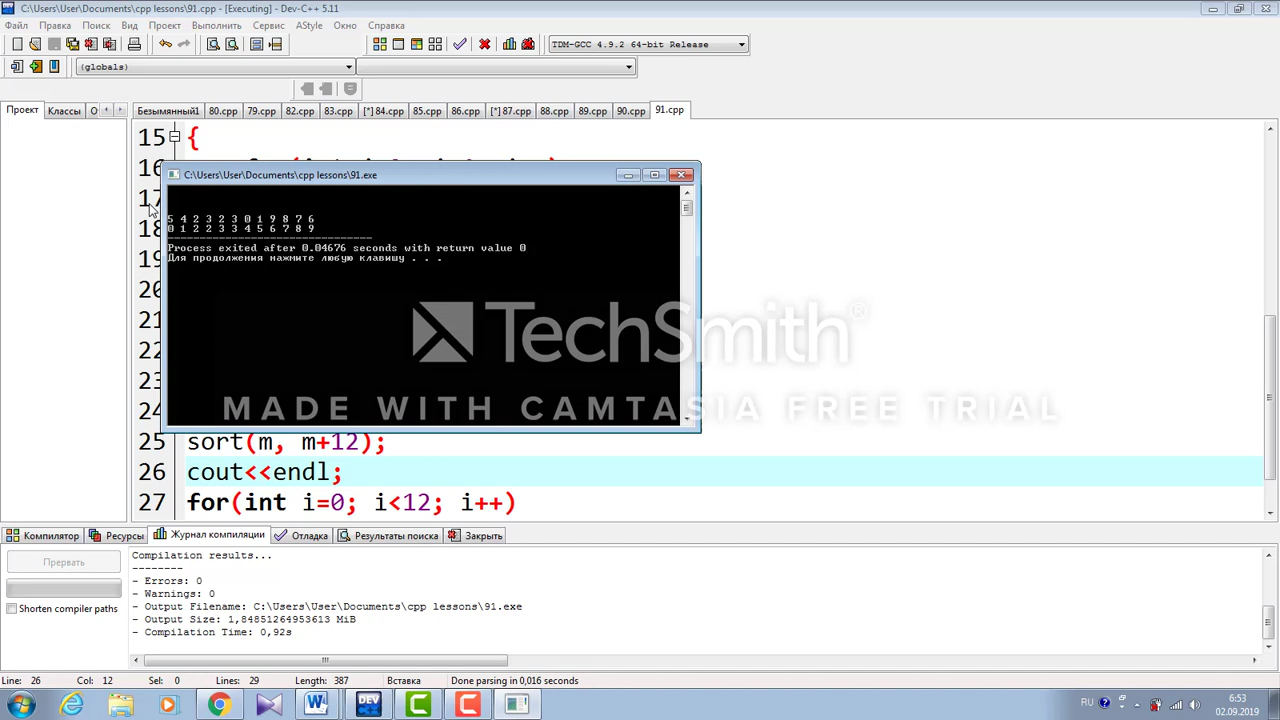 C:\Users\User\Documents\cpp lessons\91.cpp - [Executing] - Dev-C++ 5.11
Файл Правка Поиск Вид Проект Выполнить Сервис AStyle Окно Справка
TDM-GCC 4.9.2 64-bit Release
(globals)
Проект Классы О Безымянный1 80.cpp 79.cpp 82.cpp 83.cpp [*] 84.cpp 85.cpp 86.cpp [*] 87.cpp 88.cpp 89.cpp 90.cpp 91.cpp
15 {
16
C:\Users\User\Documents\cpp lessons\91.exe
17
5 4 2 3 2 3 0 1 9 8 7 6
18
0 1 2 2 3 3 4 5 6 7 8 9
--------------------------------
Process exited after 0.04676 seconds with return value 0
19
Для продолжения нажмите любую клавишу . . .
20
21
TechSmith®
22
23
24
MADE WITH CAMTASIA FREE TRIAL
25 sort(m, m+12);
26 cout<<endl;
27 for(int i=0; i<12; i++)
Компилятор Ресурсы Журнал компиляции Отладка Результаты поиска Закрыть
Прервать
Shorten compiler paths
Compilation results...
--------
- Errors: 0
- Warnings: 0
- Output Filename: C:\Users\User\Documents\cpp lessons\91.exe
- Output Size: 1,84851264953613 MiB
- Compilation Time: 0,92s
Line: 26 Col: 12 Sel: 0 Lines: 29 Length: 387 Вставка Done parsing in 0,016 seconds
RU 6:53
02.09.2019